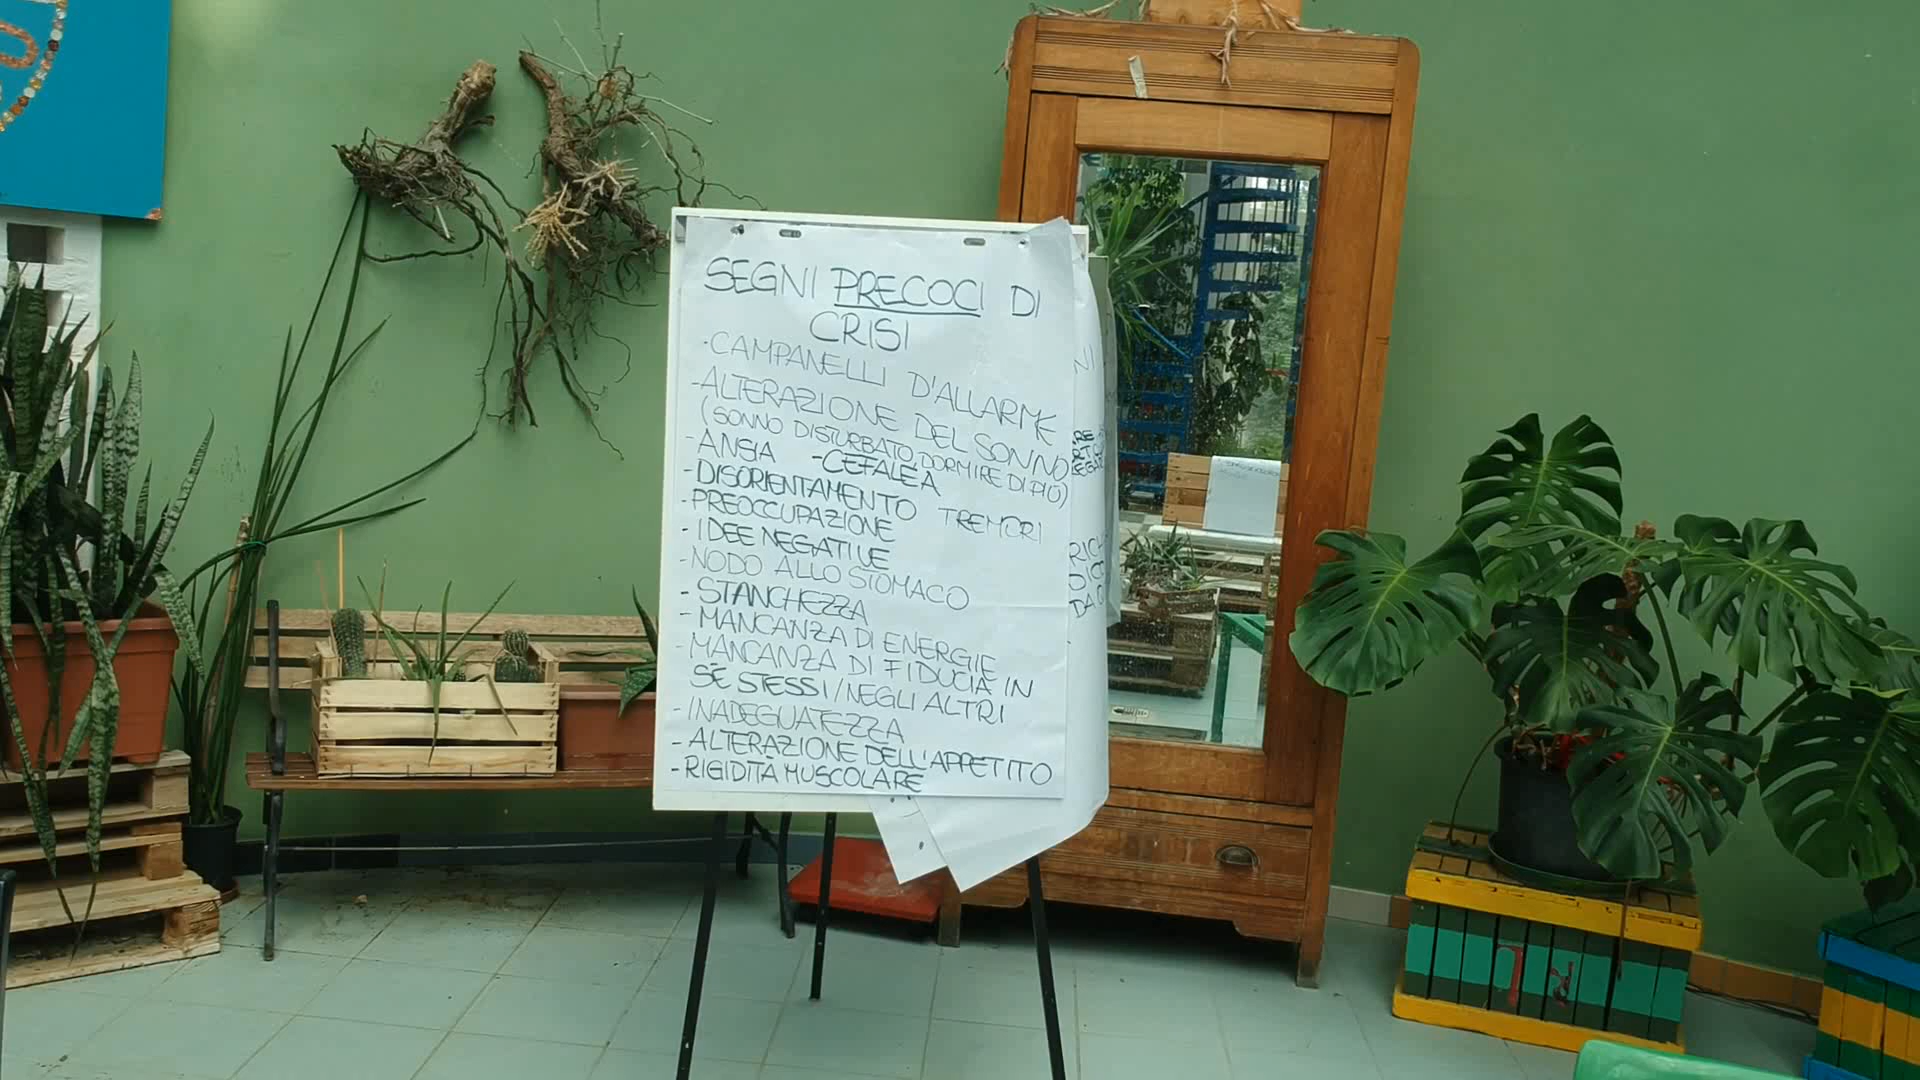 SEGNI PRECOCI DI
CRISI
·CAMPANELLI D'ALLARME
-ALTERAZIONE DEL SONNO
(SONNO DISTURBATO, DORMIRE DI PIÙ)
-ANSIA -CEFALEA
-DISORIENTAMENTO TREMORI
-PREOCCUPAZIONE
-IDEE NEGATIVE
-NODO ALLO STOMACO
-STANCHEZZA
-MANCANZA DI ENERGIE
-MANCANZA DI FIDUCIA IN
SÉ STESSI/NEGLI ALTRI
-INADEGUATEZZA
-ALTERAZIONE DELL'APPETITO
-RIGIDITÀ MUSCOLARE